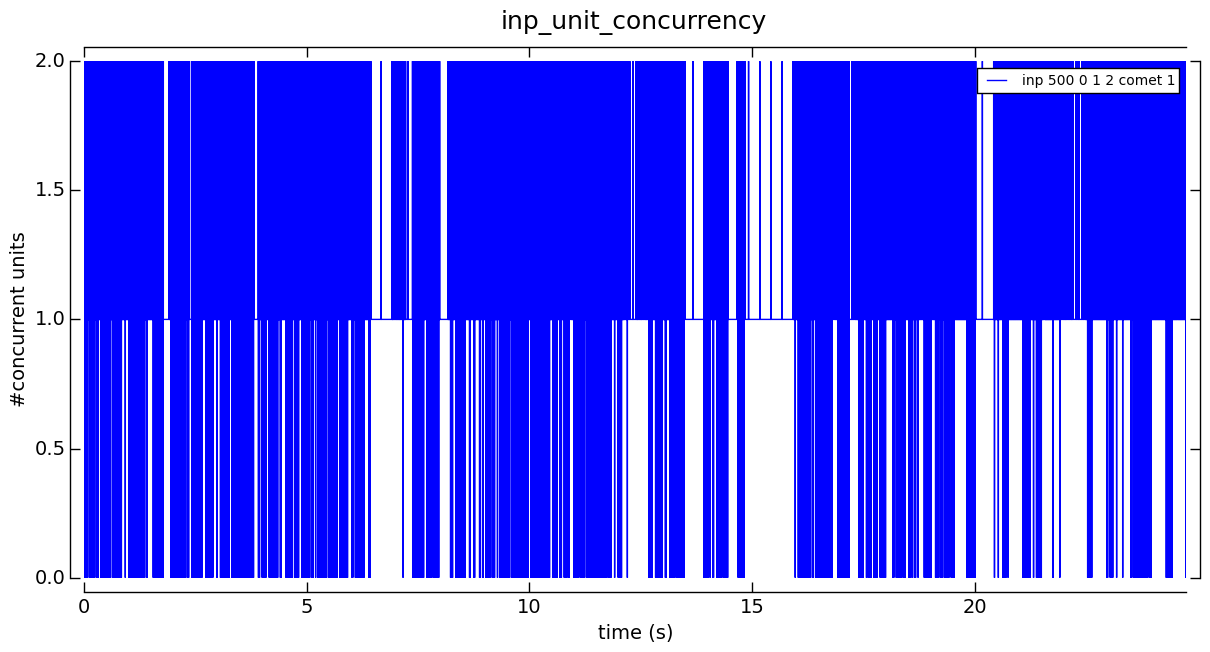 inp_unit_concurrency
inp 500 0 1 2 comet 1
2.0
1.5
1.0
0.5
0.0
#concurrent units
0 5 10 15 20
time (s)